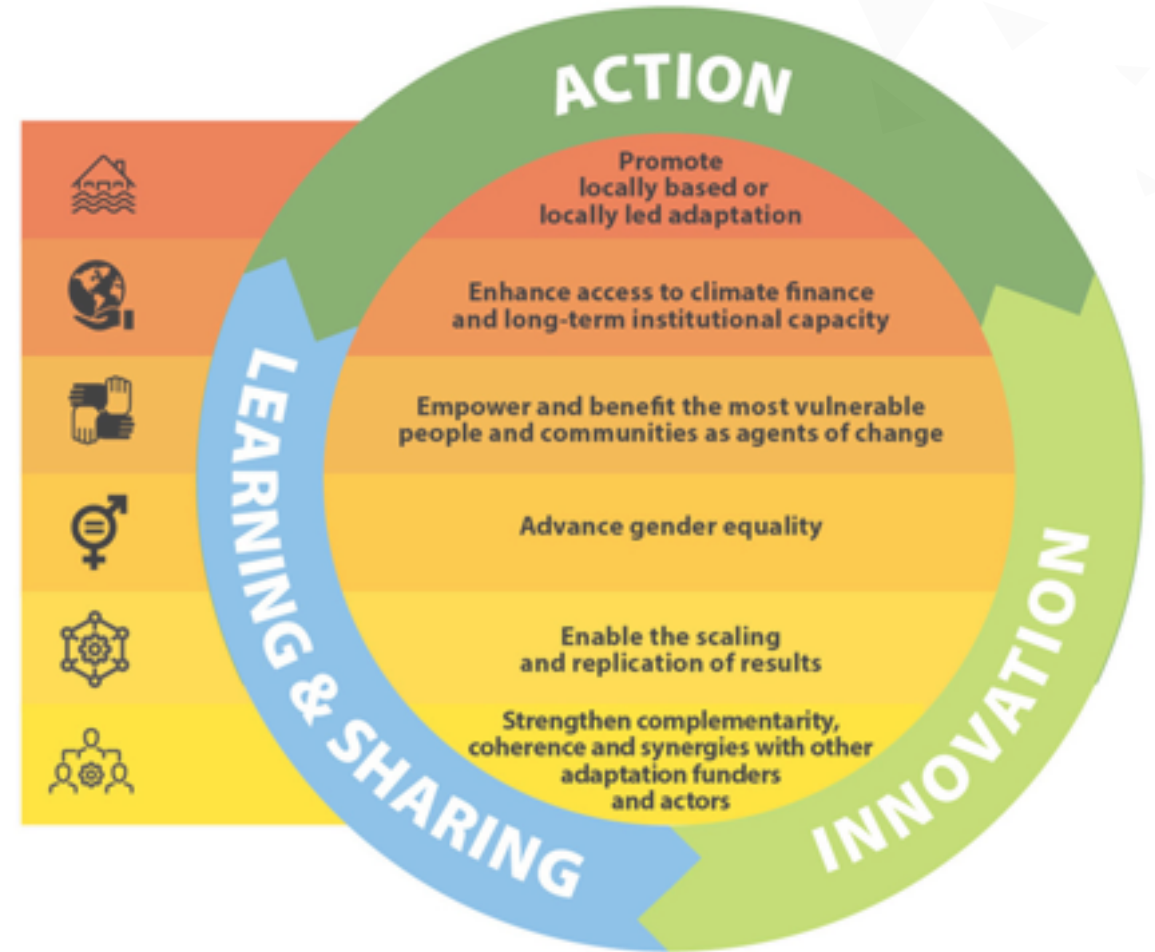 ACTION
Promote
locally based or
locally led adaptation
Enhance access to climate finance
and long-term institutional capacity
Empower and benefit the most vulnerable
people and communities as agents of change
Advance gender equality
Enable the scaling
and replication of results
Strengthen complementarity,
coherence and synergies with other
adaptation funders
and actors
LEARNING & SHARING
INNOVATION